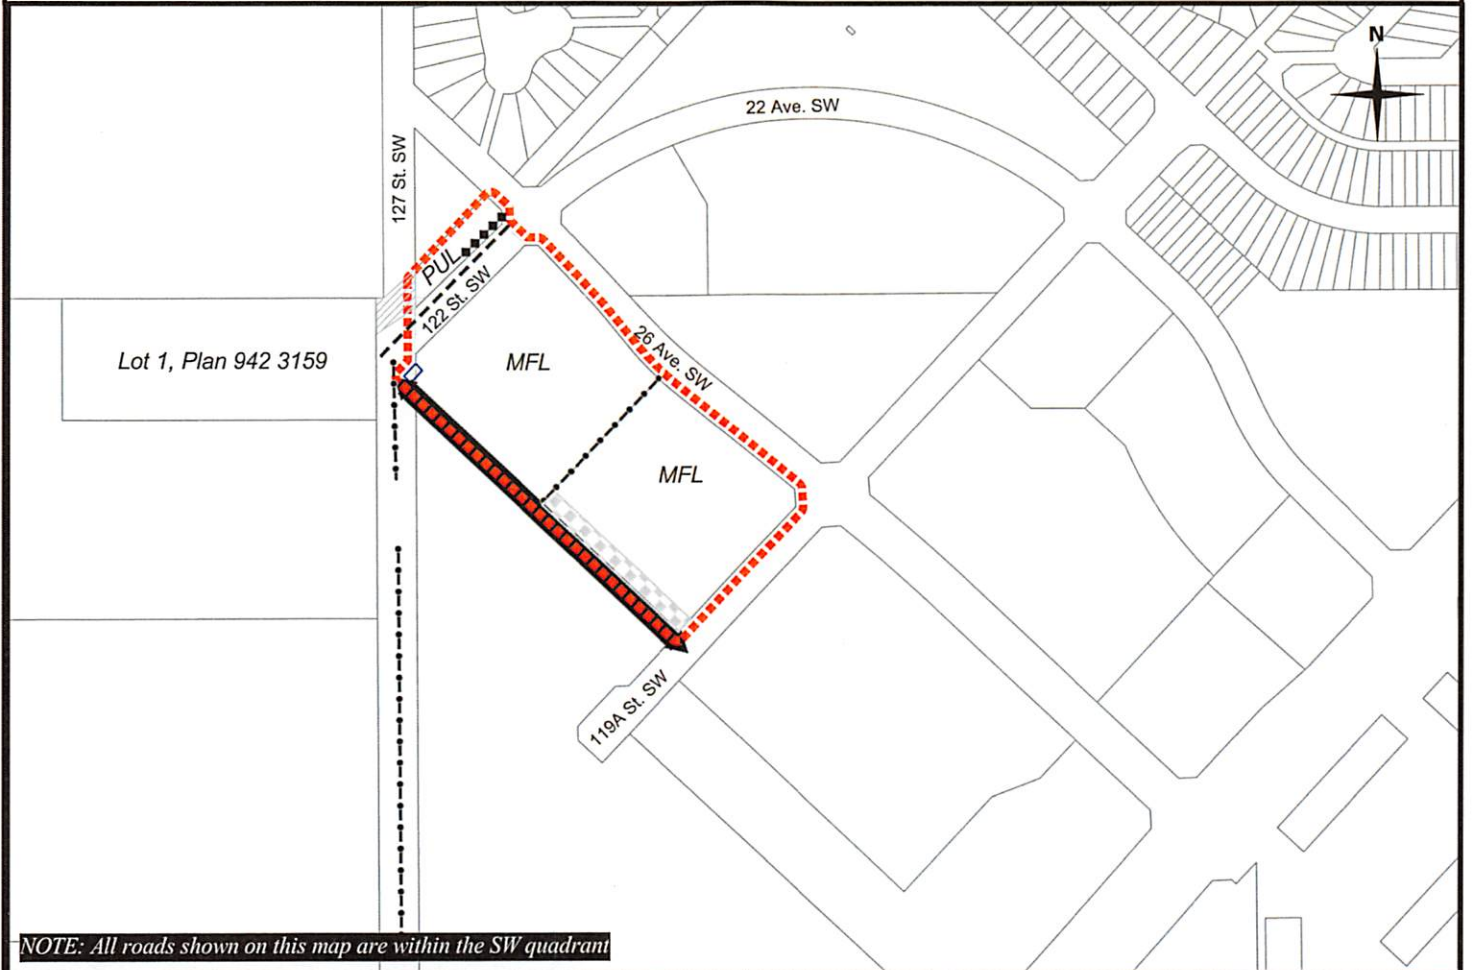 N
22 Ave. SW
127 St. SW
PUL
122 St. SW
26 Ave. SW
Lot 1, Plan 942 3159
MFL
MFL
119A St. SW
NOTE: All roads shown on this map are within the SW quadrant